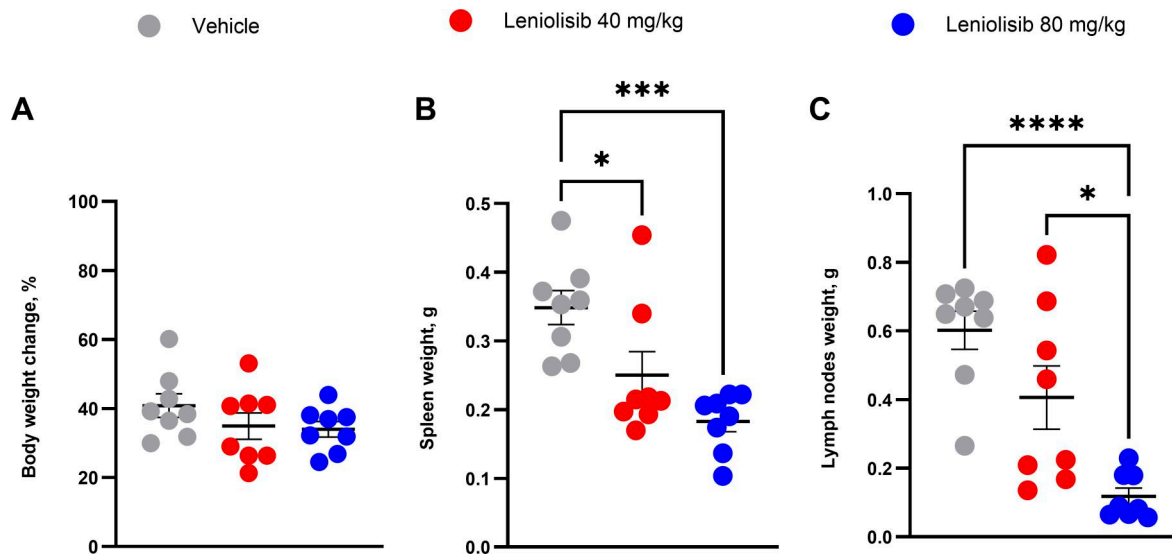 Vehicle
Leniolisib 40 mg/kg
Leniolisib 80 mg/kg
A
Body weight change, %
100
80
60
40
20
0
B
***
*
Spleen weight, g
0.5
0.4
0.3
0.2
0.1
0.0
C
****
*
Lymph nodes weight, g
1.0
0.8
0.6
0.4
0.2
0.0